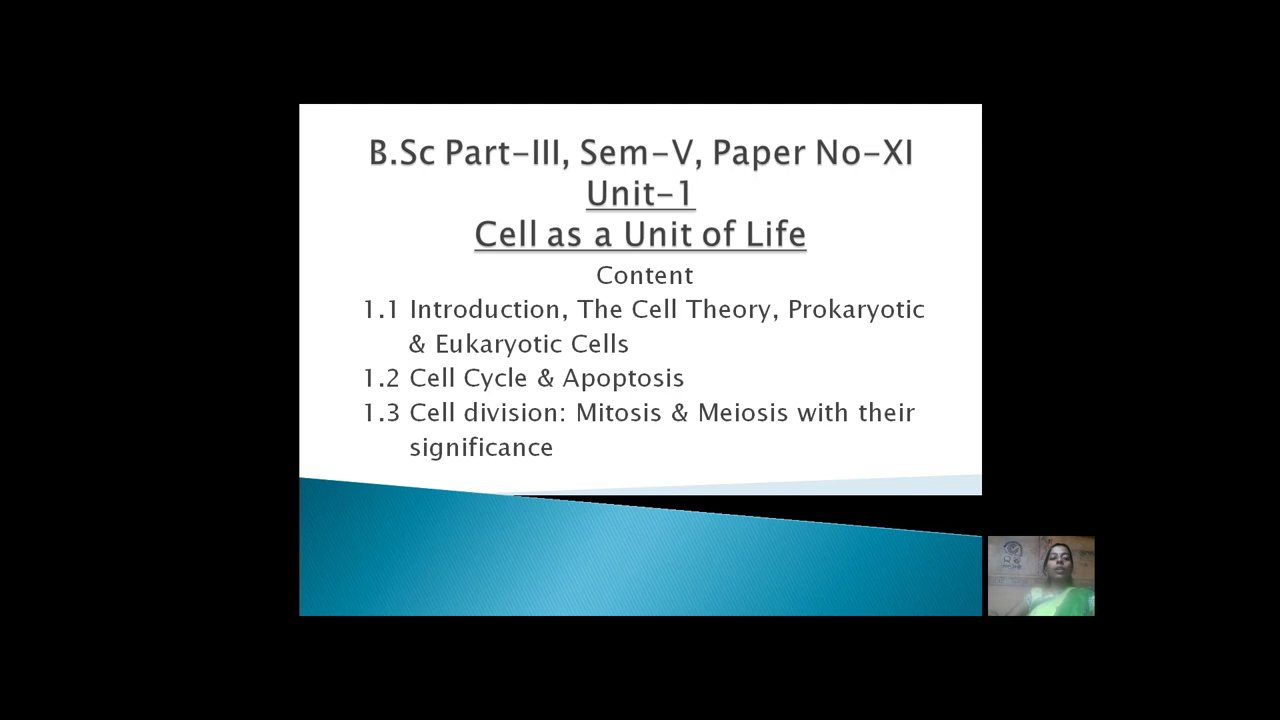 B.Sc Part-III, Sem-V, Paper No-XI
Unit-1
Cell as a Unit of Life
Content
1.1 Introduction, The Cell Theory, Prokaryotic
& Eukaryotic Cells
1.2 Cell Cycle & Apoptosis
1.3 Cell division: Mitosis & Meiosis with their
significance